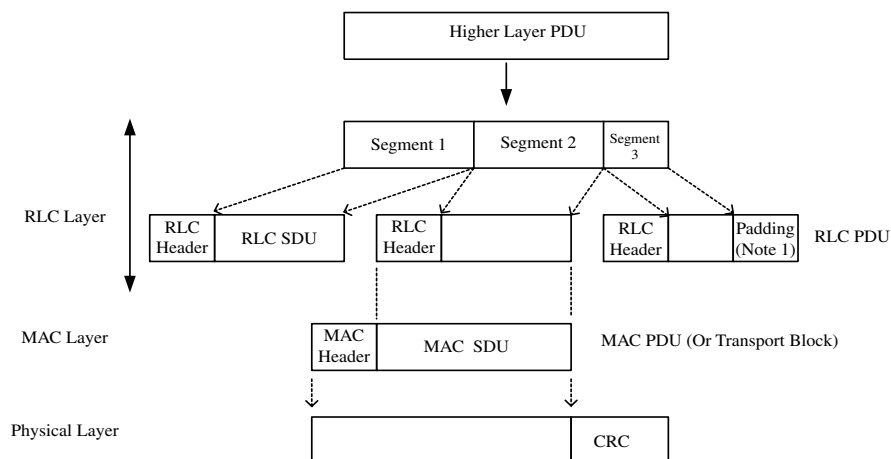 Higher Layer PDU
Segment 1
Segment 2
Segment
3
RLC Layer
RLC
Header
RLC SDU
RLC
Header
RLC
Header
Padding
(Note 1)
RLC PDU
MAC Layer
MAC
Header
MAC SDU
MAC PDU (Or Transport Block)
Physical Layer
CRC